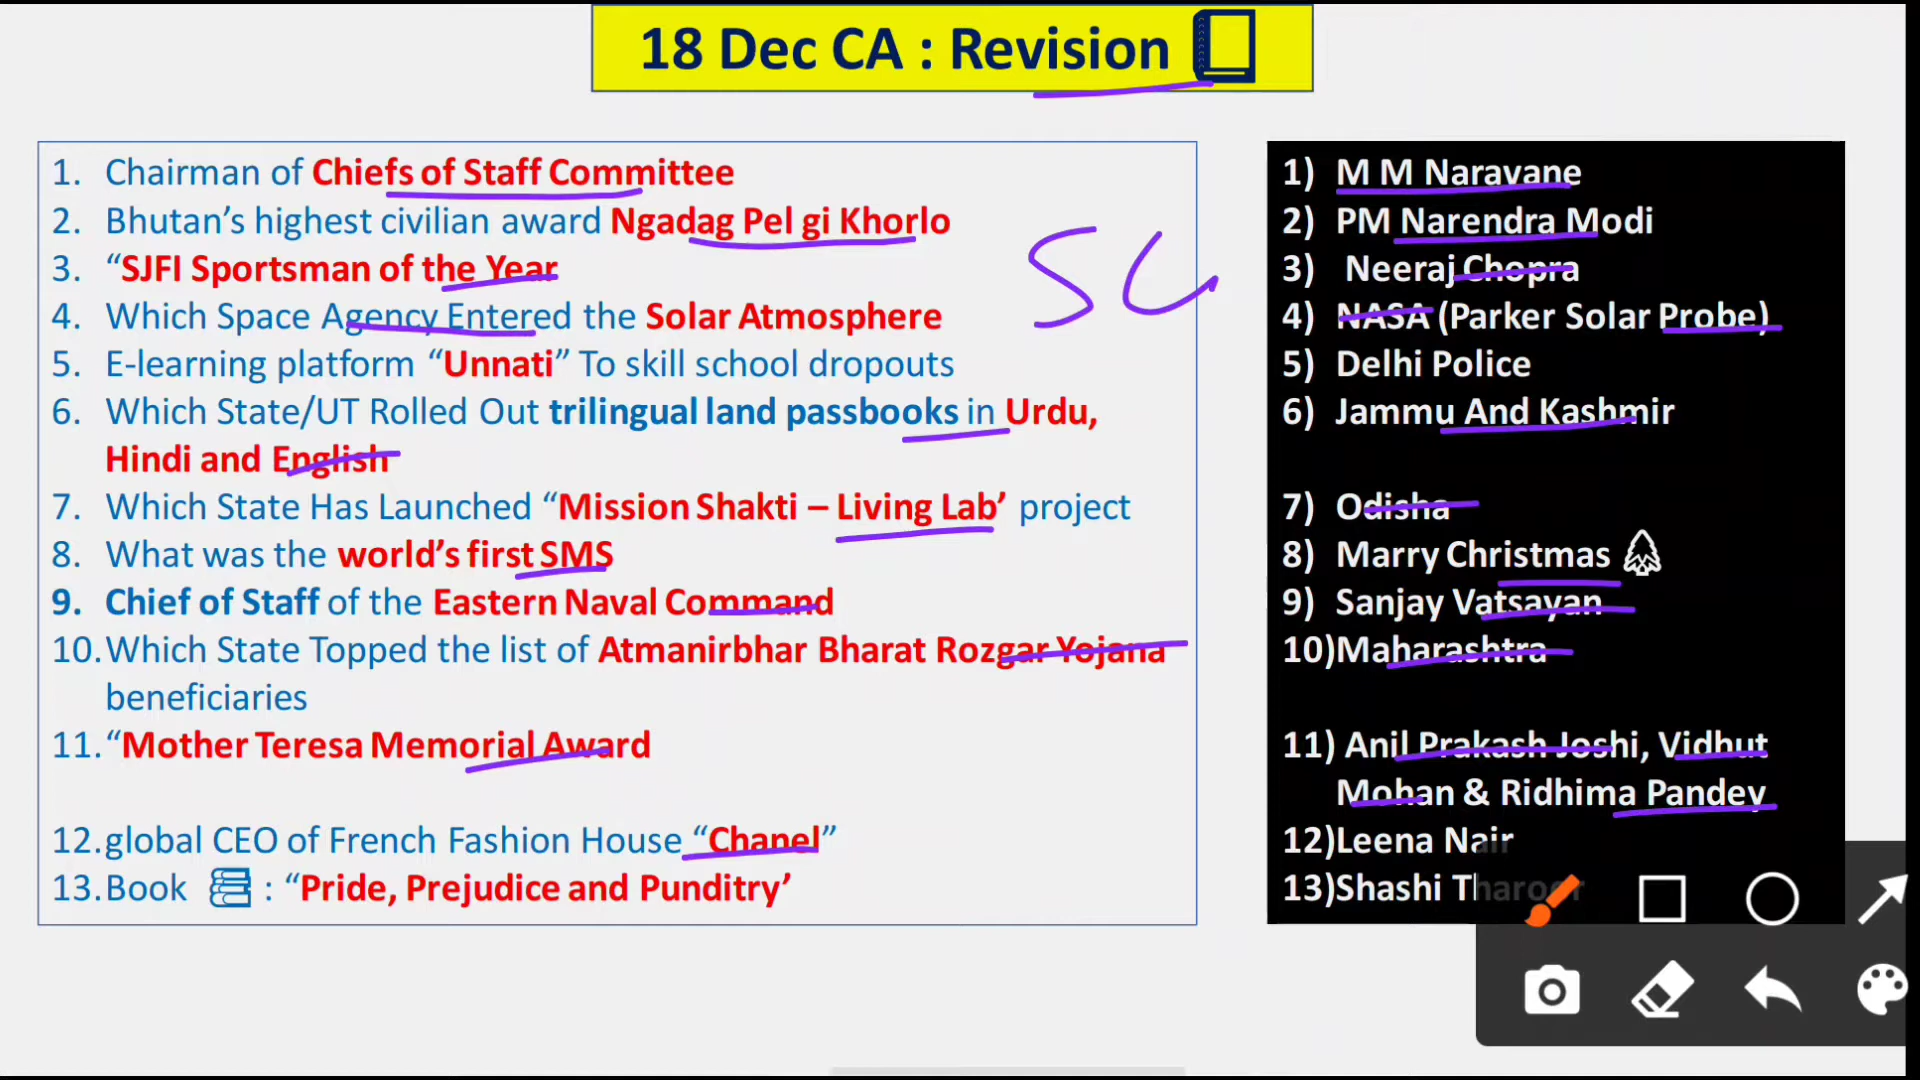 18 Dec CA : Revision
1. Chairman of Chiefs of Staff Committee
2. Bhutan's highest civilian award Ngadag Pel gi Khorlo
3. "SJFI Sportsman of the Year
4. Which Space Agency Entered the Solar Atmosphere
5. E-learning platform "Unnati" To skill school dropouts
6. Which State/UT Rolled Out trilingual land passbooks in Urdu,
Hindi and English
7. Which State Has Launched "Mission Shakti – Living Lab' project
8. What was the world's first SMS
9. Chief of Staff of the Eastern Naval Command
10. Which State Topped the list of Atmanirbhar Bharat Rozgar Yojana
beneficiaries
11. "Mother Teresa Memorial Award
12. global CEO of French Fashion House "Chanel"
13. Book : "Pride, Prejudice and Punditry'
SC
1) M M Naravane
2) PM Narendra Modi
3) Neeraj Chopra
4) NASA (Parker Solar Probe)
5) Delhi Police
6) Jammu And Kashmir
7) Odisha
8) Marry Christmas
9) Sanjay Vatsayan
10)Maharashtra
11) Anil Prakash Joshi, Vidhut
Mohan & Ridhima Pandey
12)Leena Nair
13)Shashi Tharoor